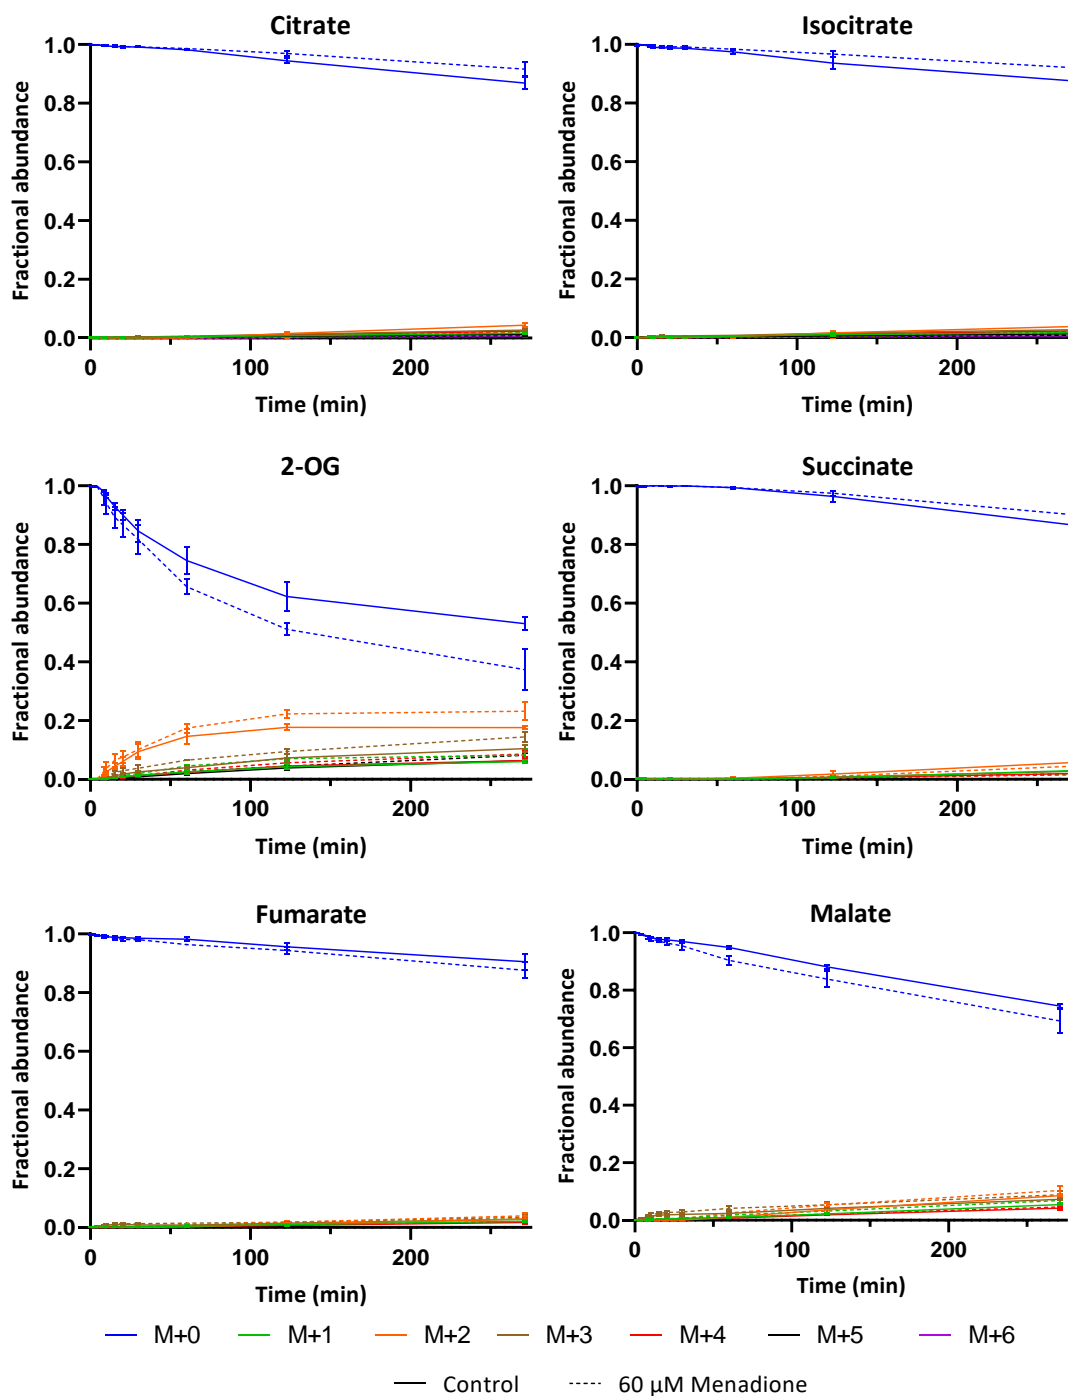 Citrate
Isocitrate
1.0
0.8
0.6
0.4
0.2
0.0
Fractional abundance
0
100
200
Time (min)
1.0
0.8
0.6
0.4
0.2
0.0
Fractional abundance
0
100
200
Time (min)
2-OG
Succinate
1.0
0.8
0.6
0.4
0.2
0.0
Fractional abundance
0
100
200
Time (min)
1.0
0.8
0.6
0.4
0.2
0.0
Fractional abundance
0
100
200
Time (min)
Fumarate
Malate
1.0
0.8
0.6
0.4
0.2
0.0
Fractional abundance
0
100
200
Time (min)
1.0
0.8
0.6
0.4
0.2
0.0
Fractional abundance
0
100
200
Time (min)
M+0 M+1 M+2 M+3 M+4 M+5 M+6
Control 60 µM Menadione